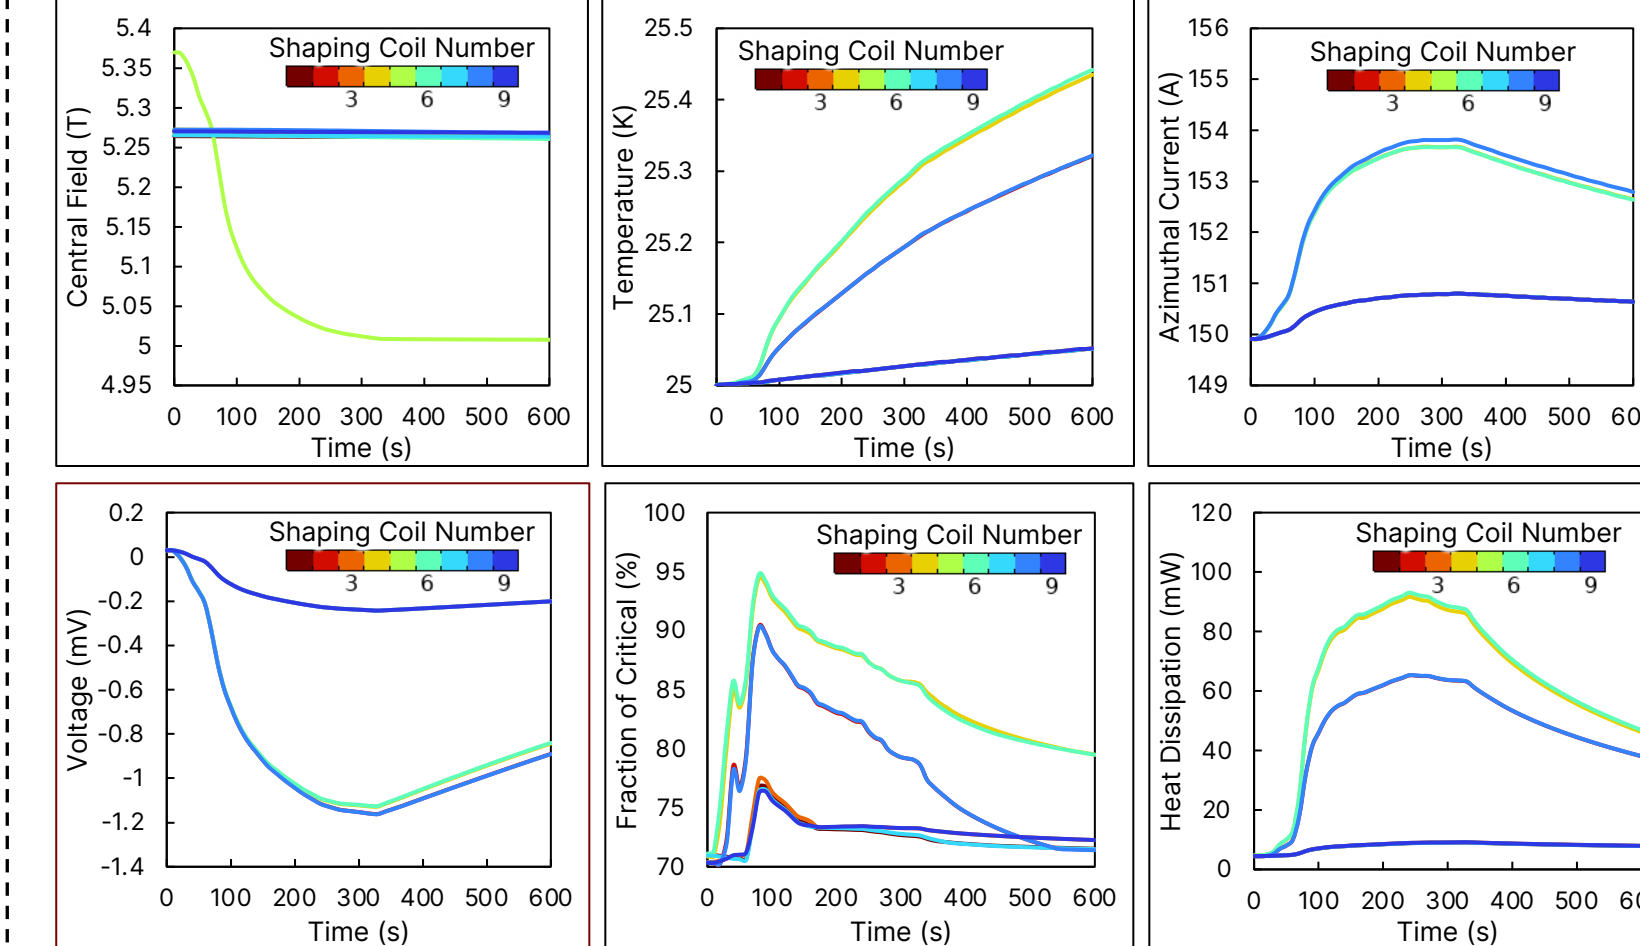 5.4
5.35
5.3
5.25
5.2
5.15
5.1
5.05
5
4.95
Central Field (T)
Shaping Coil Number
3 6 9
0 100 200 300 400 500 600
Time (s)
25.5
25.4
25.3
25.2
25.1
25
Temperature (K)
Shaping Coil Number
3 6 9
0 100 200 300 400 500 600
Time (s)
156
155
154
153
152
151
150
149
Azimuthal Current (A)
Shaping Coil Number
3 6 9
0 100 200 300 400 500
Time (s)
0.2
0
-0.2
-0.4
-0.6
-0.8
-1
-1.2
-1.4
Voltage (mV)
Shaping Coil Number
3 6 9
0 100 200 300 400 500 600
Time (s)
100
95
90
85
80
75
70
Fraction of Critical (%)
Shaping Coil Number
3 6 9
0 100 200 300 400 500 600
Time (s)
120
100
80
60
40
20
0
Heat Dissipation (mW)
Shaping Coil Number
3 6 9
0 100 200 300 400 500
Time (s)